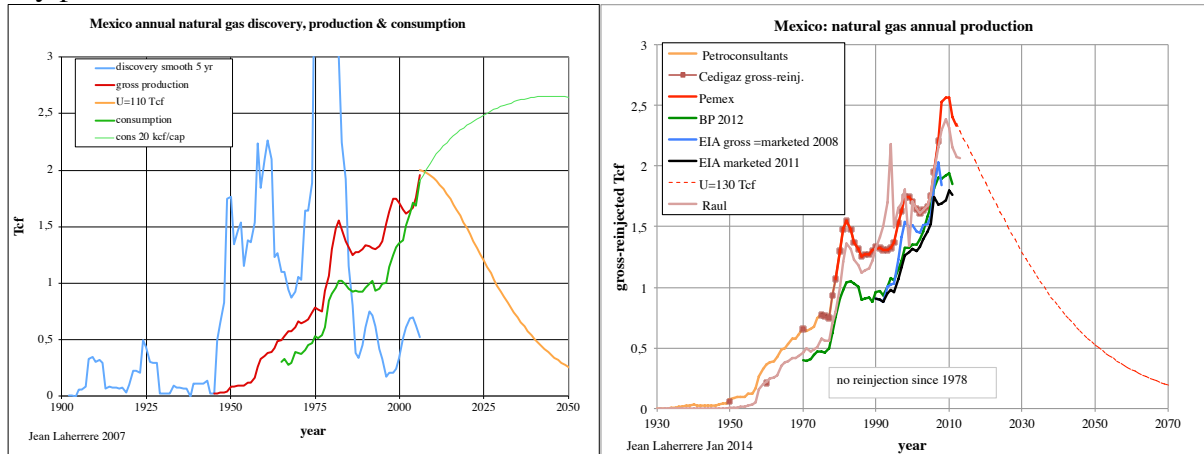 Mexico annual natural gas discovery, production & consumption
3
2,5
2
1,5
1
0,5
0
Tcf
discovery smooth 5 yr
gross production
U=110 Tcf
consumption
cons 20 kcf/cap
1900 1925 1950 1975 2000 2025 2050
year
Jean Laherrere 2007
Mexico: natural gas annual production
3
2,5
2
1,5
1
0,5
0
gross-reinjected Tcf
Petroconsultants
Cedigaz gross-reinj.
Pemex
BP 2012
EIA gross =marketed 2008
EIA marketed 2011
U=130 Tcf
Raul
no reinjection since 1978
1930 1950 1970 1990 2010 2030 2050 2070
year
Jean Laherrere Jan 2014